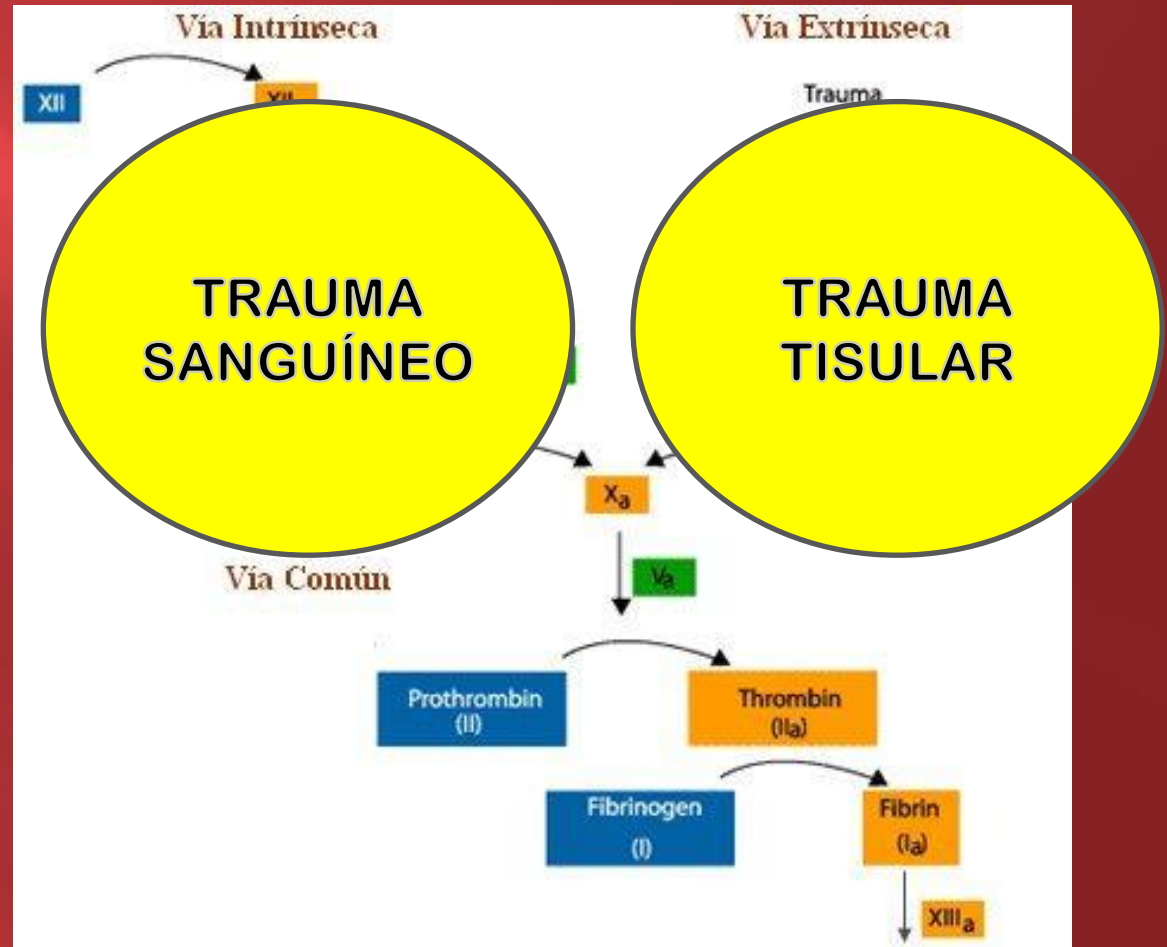 Vía Intrínseca
Vía Extrínseca
XII
XII
Trauma
TRAUMA
SANGUÍNEO
TRAUMA
TISULAR
Xa
Vía Común
Va
Prothrombin
(II)
Thrombin
(IIa)
Fibrinogen
(I)
Fibrin
(Ia)
XIIIa